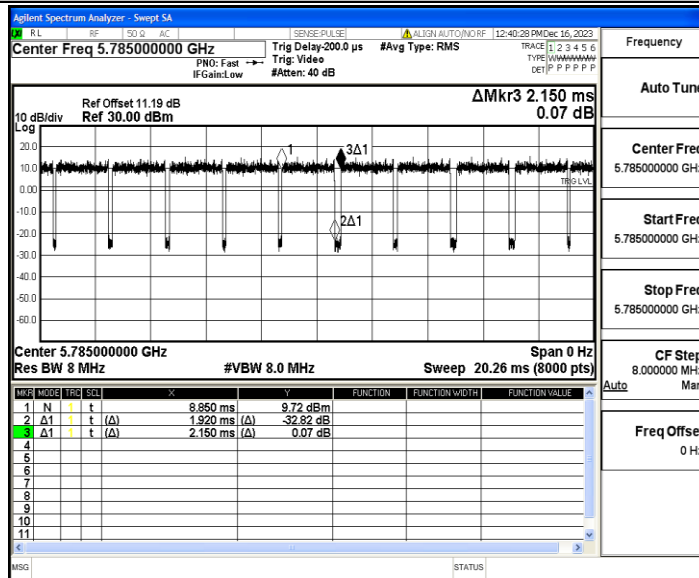 Agilent Spectrum Analyzer - Swept SA
RL RF 50 Ω AC SENSE:PULSE ALIGN AUTO/NO RF 12:40:28 PM Dec 16, 2023
Center Freq 5.785000000 GHz
PNO: Fast
IFGain:Low
Trig Delay-200.0 µs
Trig: Video
#Atten: 40 dB
#Avg Type: RMS
TRACE 1 2 3 4 5 6
TYPE
DET P P P P P P
Ref Offset 11.19 dB
10 dB/div Ref 30.00 dBm
ΔMkr3 2.150 ms
0.07 dB
Log
20.0
10.0
0.00
-10.0
-20.0
-30.0
-40.0
-50.0
-60.0
1
3Δ1
2Δ1
TRG LVL
Center 5.785000000 GHz Span 0 Hz
Res BW 8 MHz #VBW 8.0 MHz Sweep 20.26 ms (8000 pts)
MKR MODE TRC SCL X Y FUNCTION FUNCTION WIDTH FUNCTION VALUE
1 N 1 t 8.850 ms 9.72 dBm
2 Δ1 1 t (Δ) 1.920 ms (Δ) -32.82 dB
3 Δ1 1 t (Δ) 2.150 ms (Δ) 0.07 dB
4
5
6
7
8
9
10
11
MSG STATUS
Frequency
Auto Tune
Center Freq
5.785000000 GHz
Start Freq
5.785000000 GHz
Stop Freq
5.785000000 GHz
CF Step
8.000000 MHz
Auto Man
Freq Offset
0 Hz